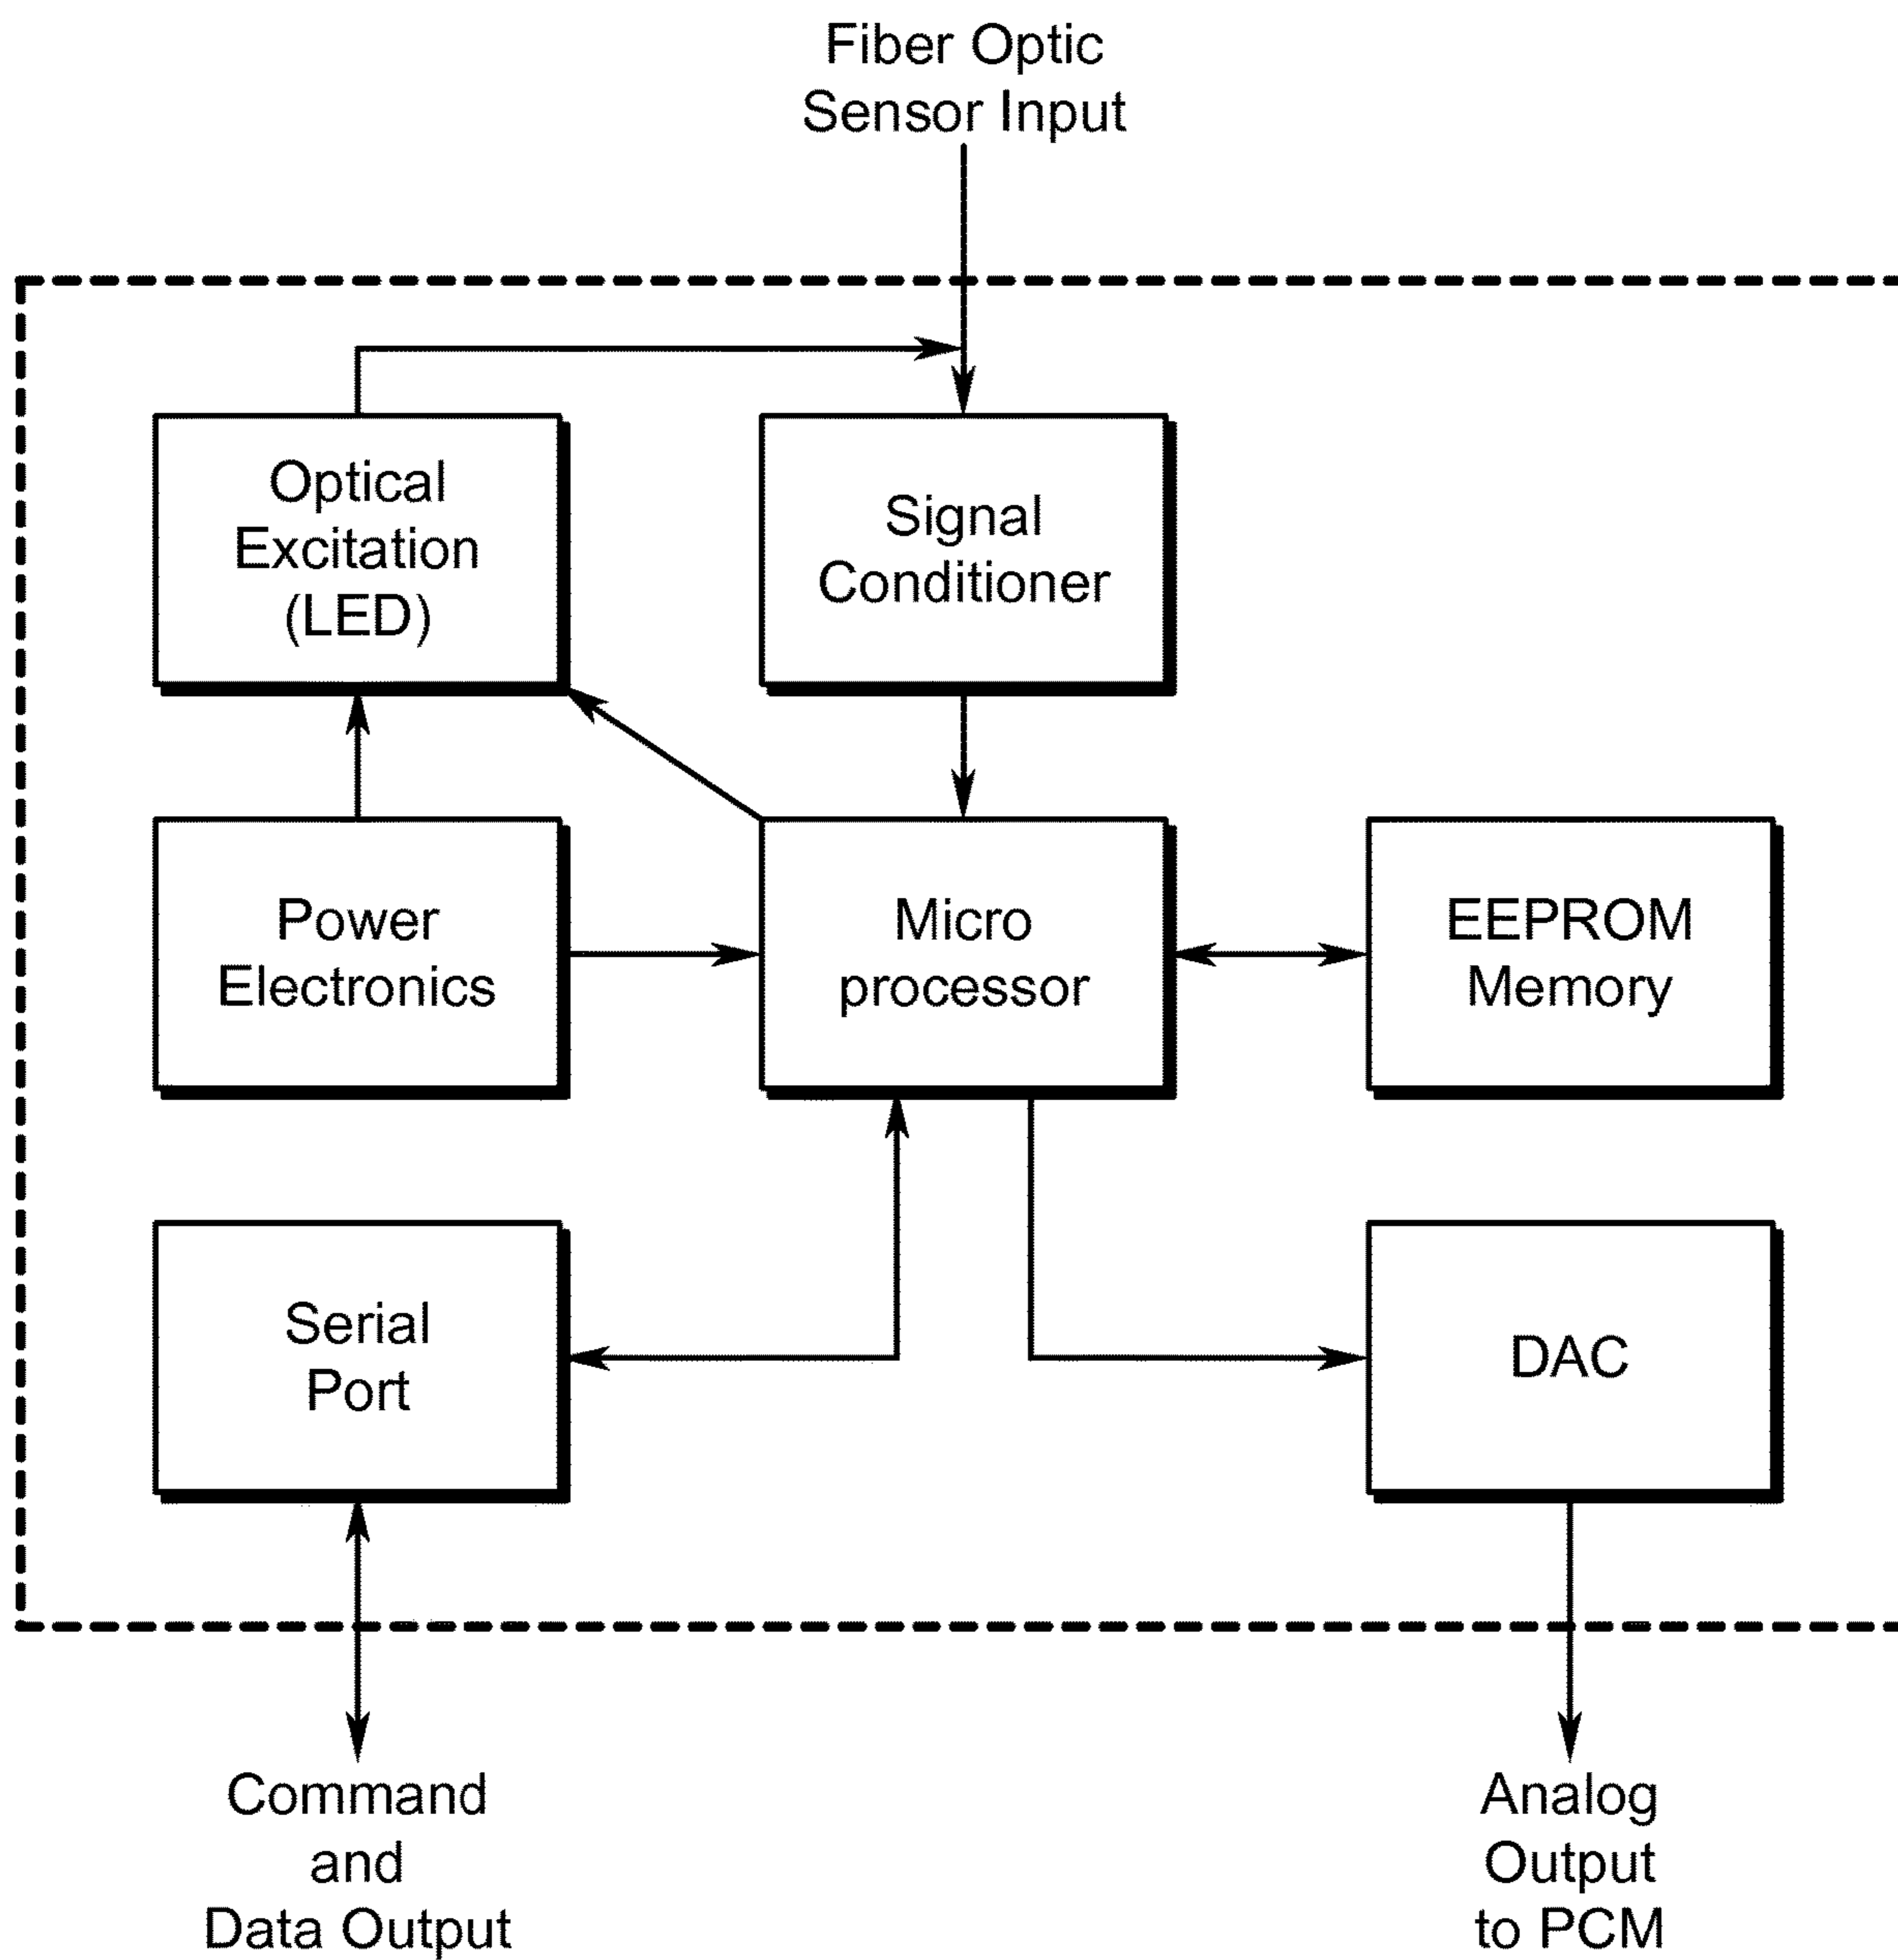 Fiber Optic
Sensor Input
Optical
Excitation
(LED)
Signal
Conditioner
Power
Electronics
Micro
processor
EEPROM
Memory
Serial
Port
DAC
Command
and
Data Output
Analog
Output
to PCM